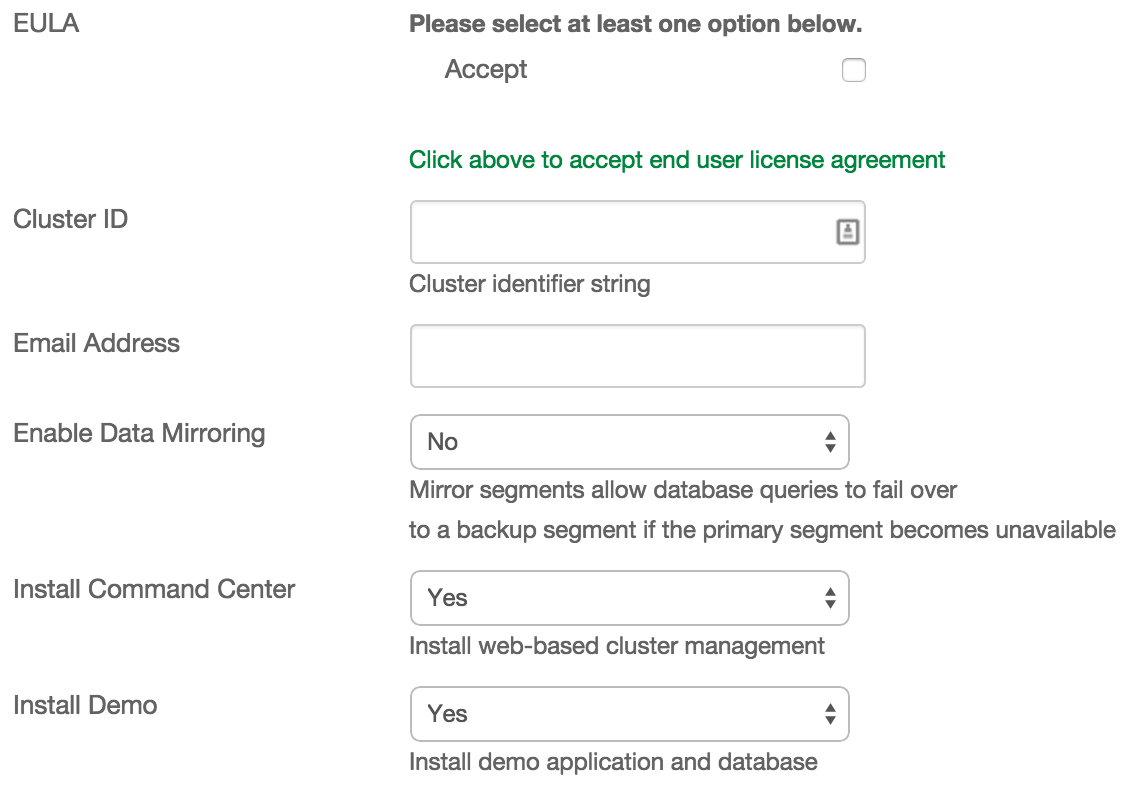 EULA
Please select at least one option below.
Accept
Click above to accept end user license agreement
Cluster ID
Cluster identifier string
Email Address
Enable Data Mirroring
No
Mirror segments allow database queries to fail over
to a backup segment if the primary segment becomes unavailable
Install Command Center
Yes
Install web-based cluster management
Install Demo
Yes
Install demo application and database